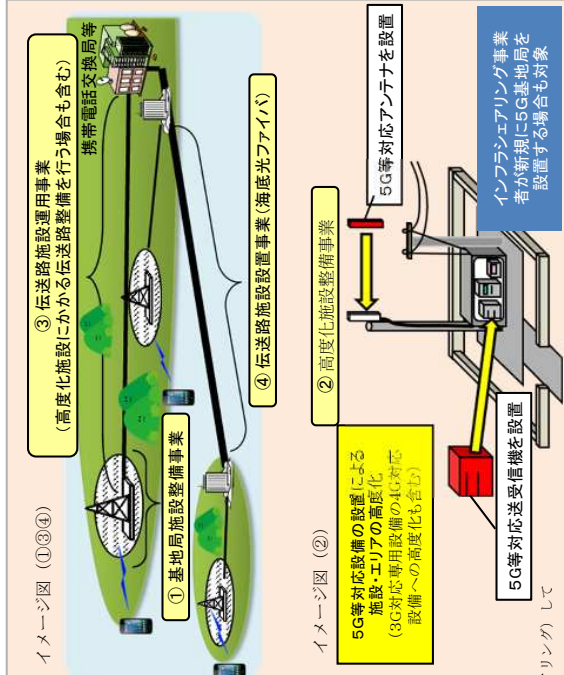 イメージ図(①③④)
③ 伝送路施設運用事業
(高度化施設にかかる伝送路整備を行う場合も含む)
携帯電話交換局等
① 基地局施設整備事業
④ 伝送路施設設置事業(海底光ファイバ)
イメージ図(②)
② 高度化施設整備事業
5G等対応設備の設置による
施設・エリアの高度化
(3G対応専用設備の4G対応
設備への高度化も含む)
5G等対応アンテナを設置
5G等対応送受信機を設置
インフラシェアリング事業
者が新規に5G基地局を
設置する場合も対象
リング)して